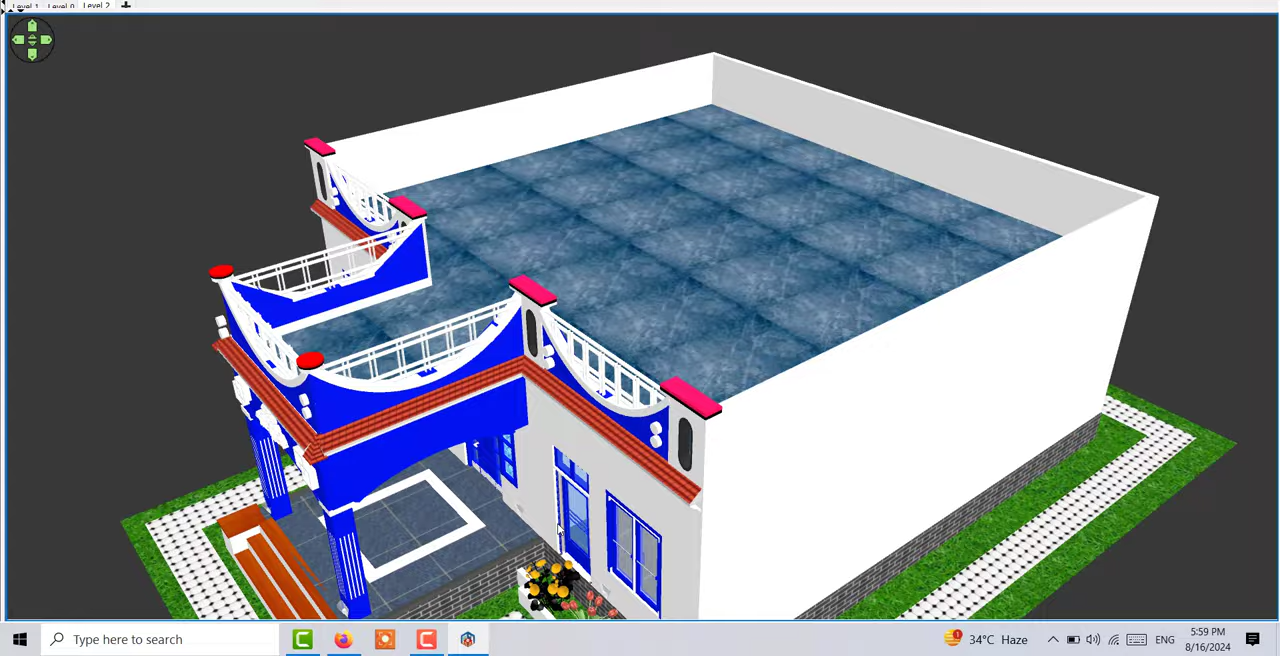 Level 1 Level 0 Level 2
Type here to search
34°C Haze
ENG
5:59 PM
8/16/2024